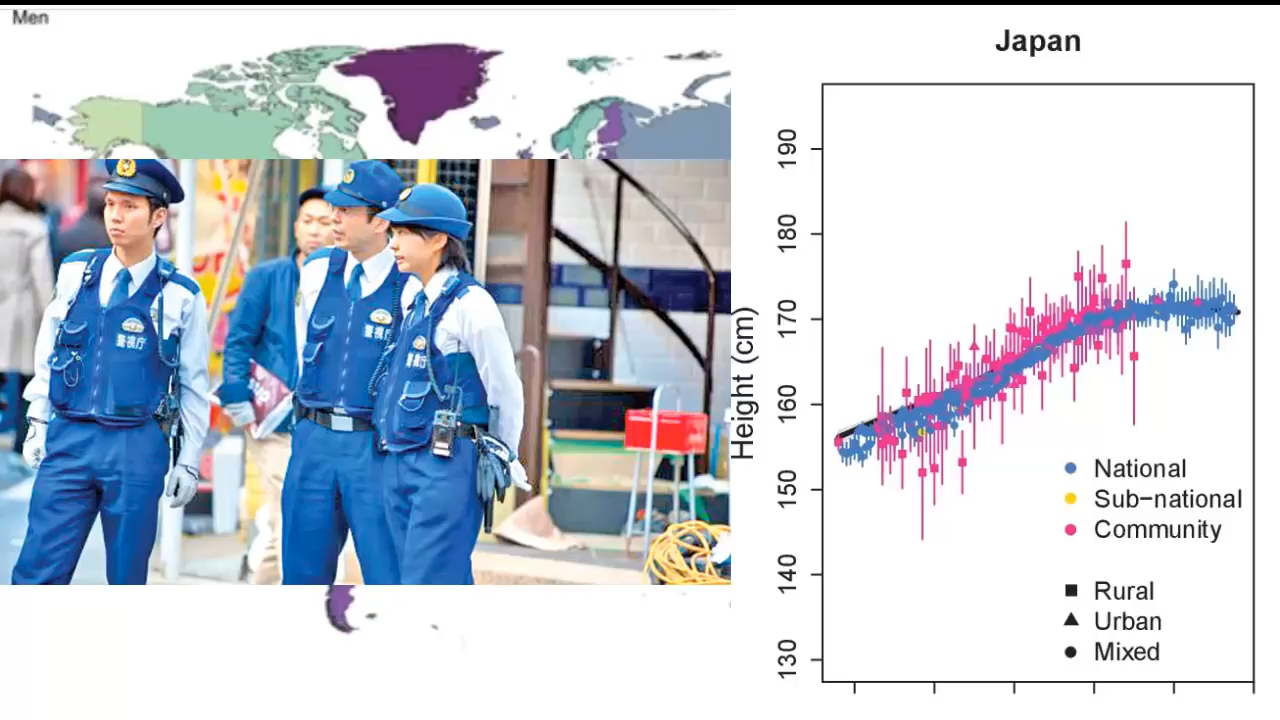 Men
Japan
警視庁
警視庁
警視庁
Height (cm)
190
180
170
160
150
140
130
National
Sub−national
Community
Rural
Urban
Mixed